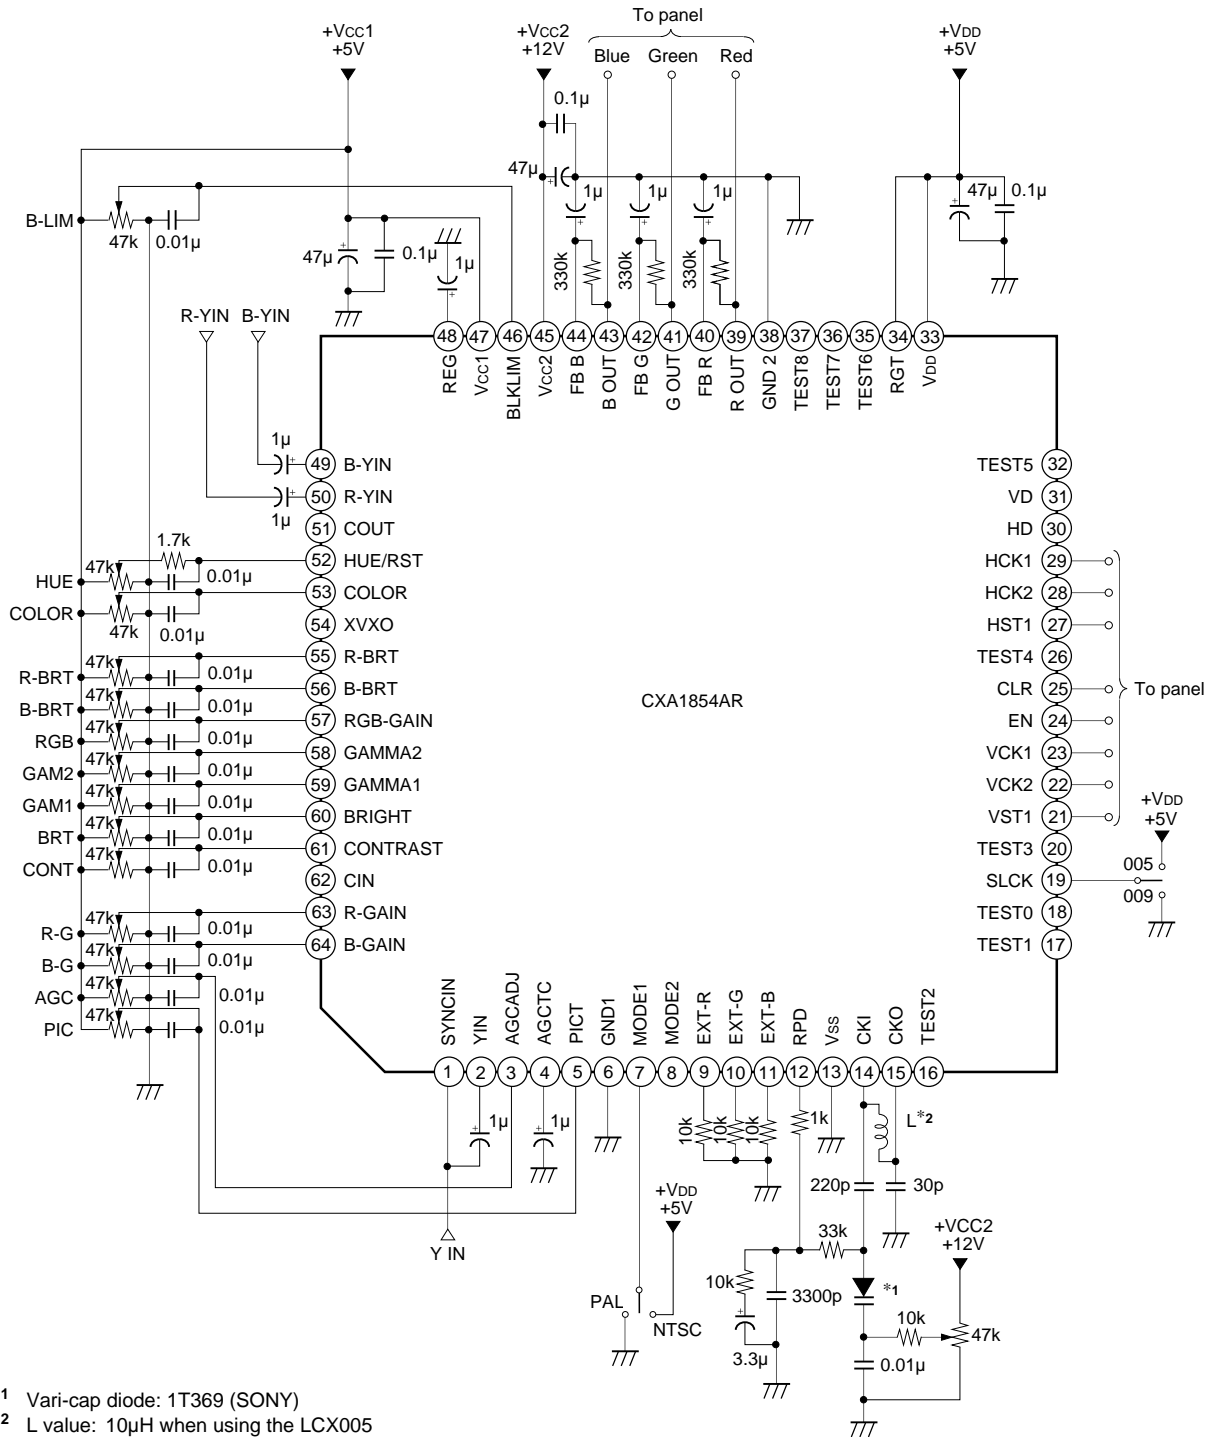 To panel
+VCC1
+5V
+VCC2
+12V
Blue Green Red
+VDD
+5V
0.1µ
47µ
1µ 1µ 1µ
47µ 0.1µ
B-LIM
47k
0.01µ
47µ
0.1µ
1µ
330k
330k
330k
R-YIN B-YIN
48 47 46 45 44 43 42 41 40 39 38 37 36 35 34 33
REG
VCC1
BLKLIM
VCC2
FB B
B OUT
FB G
G OUT
FB R
R OUT
GND 2
TEST8
TEST7
TEST6
RGT
VDD
1µ
49 B-YIN
50 R-YIN
1µ
51 COUT
1.7k
52 HUE/RST
HUE 47k 0.01µ
53 COLOR
COLOR 47k 0.01µ
54 XVXO
55 R-BRT
R-BRT 47k 0.01µ
56 B-BRT
B-BRT 47k 0.01µ
57 RGB-GAIN
RGB 47k 0.01µ
58 GAMMA2
GAM2 47k 0.01µ
59 GAMMA1
GAM1 47k 0.01µ
60 BRIGHT
BRT 47k 0.01µ
61 CONTRAST
CONT 47k 0.01µ
62 CIN
63 R-GAIN
R-G 47k 0.01µ
64 B-GAIN
B-G 47k 0.01µ
AGC 47k 0.01µ
PIC 47k 0.01µ
CXA1854AR
TEST5 32
VD 31
HD 30
HCK1 29
HCK2 28
HST1 27
TEST4 26
CLR 25
To panel
EN 24
VCK1 23
VCK2 22
VST1 21
TEST3 20
SLCK 19
TEST0 18
TEST1 17
+VDD
+5V
005
009
SYNCIN
YIN
AGCADJ
AGCTC
PICT
GND1
MODE1
MODE2
EXT-R
EXT-G
EXT-B
RPD
VSS
CKI
CKO
TEST2
1 2 3 4 5 6 7 8 9 10 11 12 13 14 15 16
1µ
1µ
10k
10k
10k
1k
L*2
220p
30p
Y IN
+VDD
+5V
PAL
NTSC
33k
10k
3300p
3.3µ
*1
+VCC2
+12V
10k
47k
0.01µ
1 Vari-cap diode: 1T369 (SONY)
2 L value: 10µH when using the LCX005